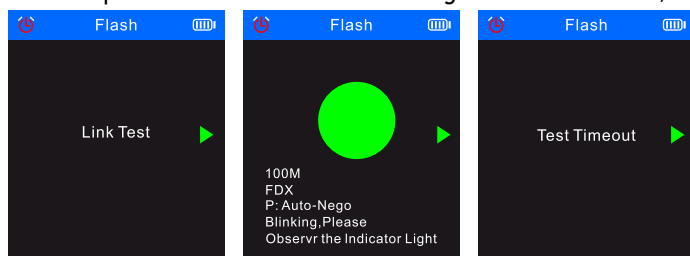 Flash
Link Test
Flash
100M
FDX
P: Auto-Nego
Blinking,Please
Observr the Indicator Light
Flash
Test Timeout